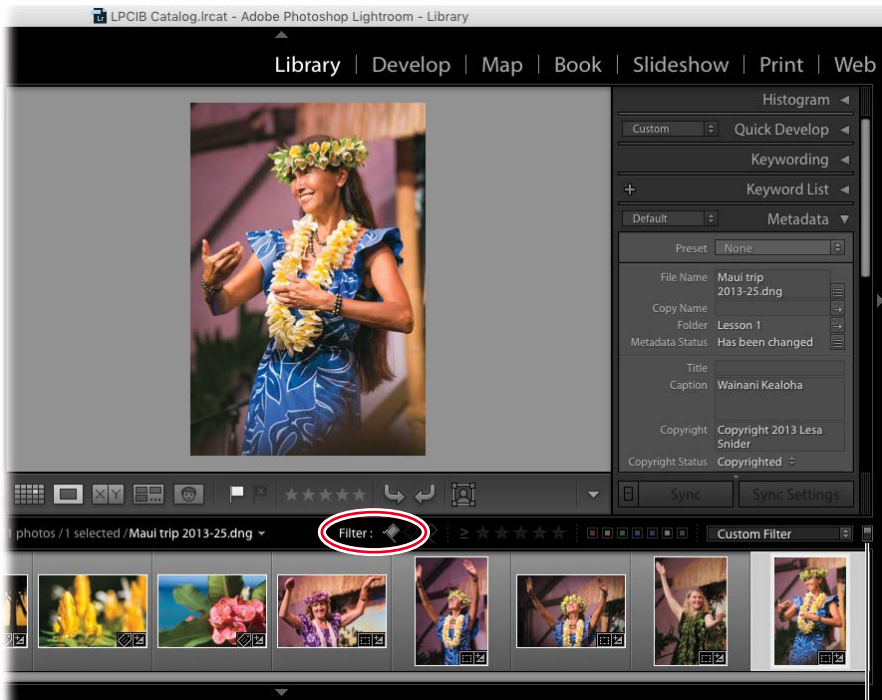 LPCIB Catalog.lrcat - Adobe Photoshop Lightroom - Library
Library | Develop | Map | Book | Slideshow | Print | Web
Histogram
Custom Quick Develop
Keywording
+ Keyword List
Default Metadata
Preset None
File Name Maui trip
2013-25.dng
Copy Name
Folder Lesson 1
Metadata Status Has been changed
Title
Caption Wainani Kealoha
Copyright Copyright 2013 Lesa
Snider
Copyright Status Copyrighted
XY
Sync Sync Settings
photos /1 selected /Maui trip 2013-25.dng
Filter : ≥ Custom Filter